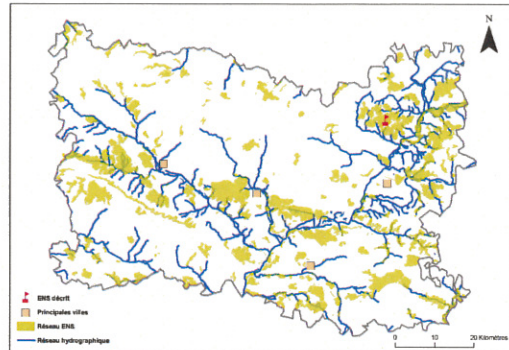 N
ENS décrit
Principales villes
Réseau ENS
Réseau hydrographique
0
10
20 Kilomètres